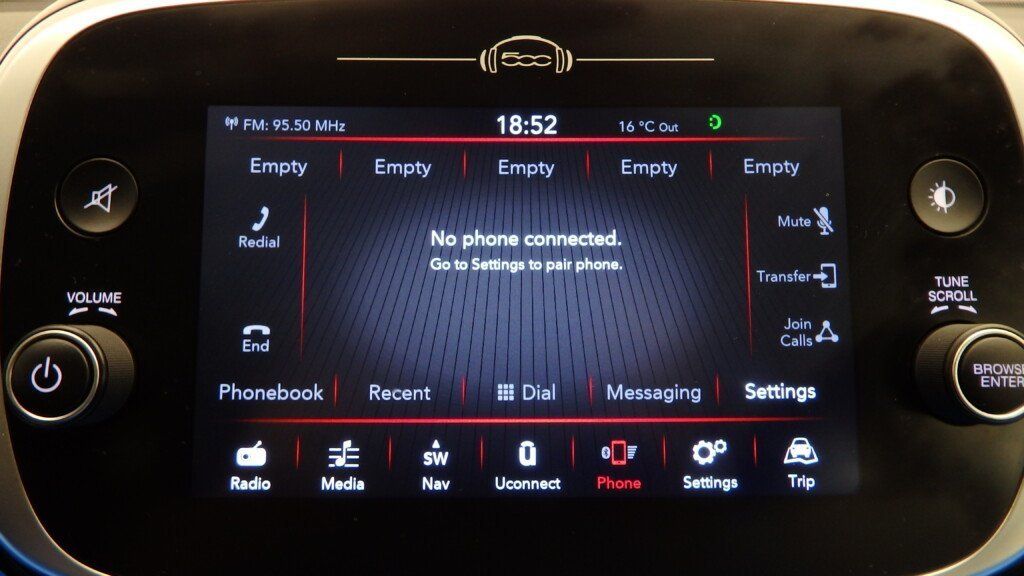 500
FM: 95.50 MHz 18:52 16 °C Out
Empty Empty Empty Empty Empty
Redial
Mute
No phone connected.
Go to Settings to pair phone.
Transfer
VOLUME
TUNE
SCROLL
End
Join
Calls
BROWSE
ENTER
Phonebook Recent Dial Messaging Settings
SW
Radio Media Nav Uconnect Phone Settings Trip